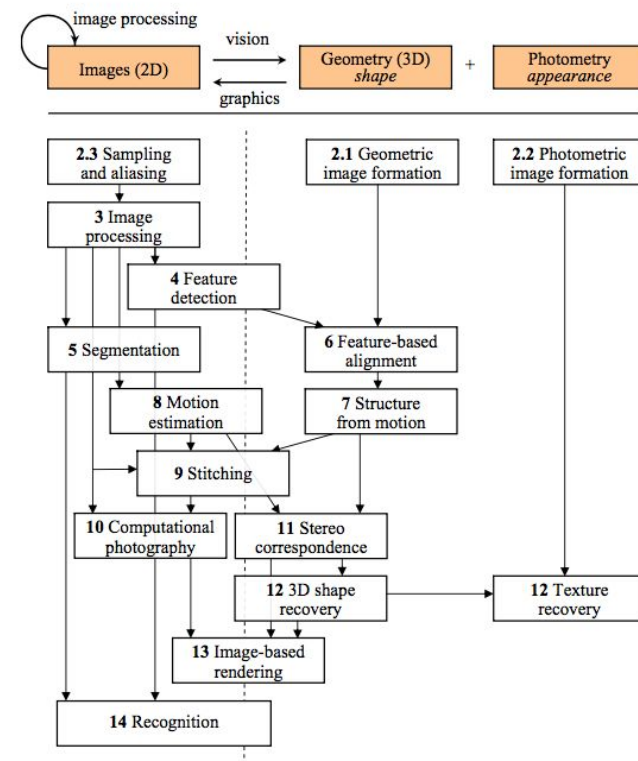 image processing
Images (2D)
vision
graphics
Geometry (3D)
shape
+
Photometry
appearance
2.3 Sampling
and aliasing
2.1 Geometric
image formation
2.2 Photometric
image formation
3 Image
processing
4 Feature
detection
5 Segmentation
6 Feature-based
alignment
8 Motion
estimation
7 Structure
from motion
9 Stitching
10 Computational
photography
11 Stereo
correspondence
12 3D shape
recovery
12 Texture
recovery
13 Image-based
rendering
14 Recognition